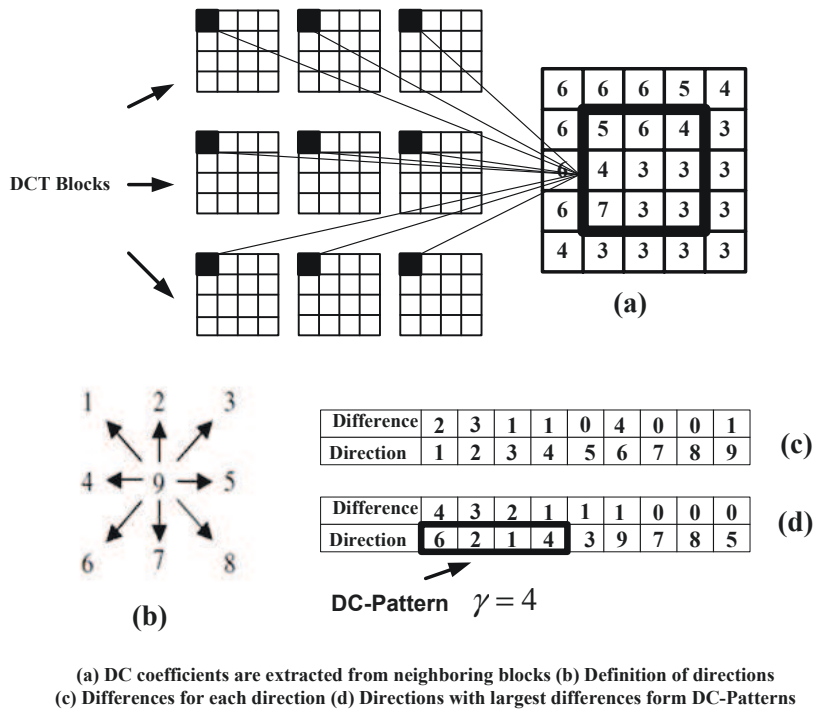 DCT Blocks
6 6 6 5 4
6 5 6 4 3
6 4 3 3 3
6 7 3 3 3
4 3 3 3 3
(a)
1 2 3
4 9 5
6 7 8
(b)
Difference 2 3 1 1 0 4 0 0 1
Direction 1 2 3 4 5 6 7 8 9
(c)
Difference 4 3 2 1 1 1 0 0 0
Direction 6 2 1 4 3 9 7 8 5
(d)
DC-Pattern γ = 4
(a) DC coefficients are extracted from neighboring blocks (b) Definition of directions
(c) Differences for each direction (d) Directions with largest differences form DC-Patterns